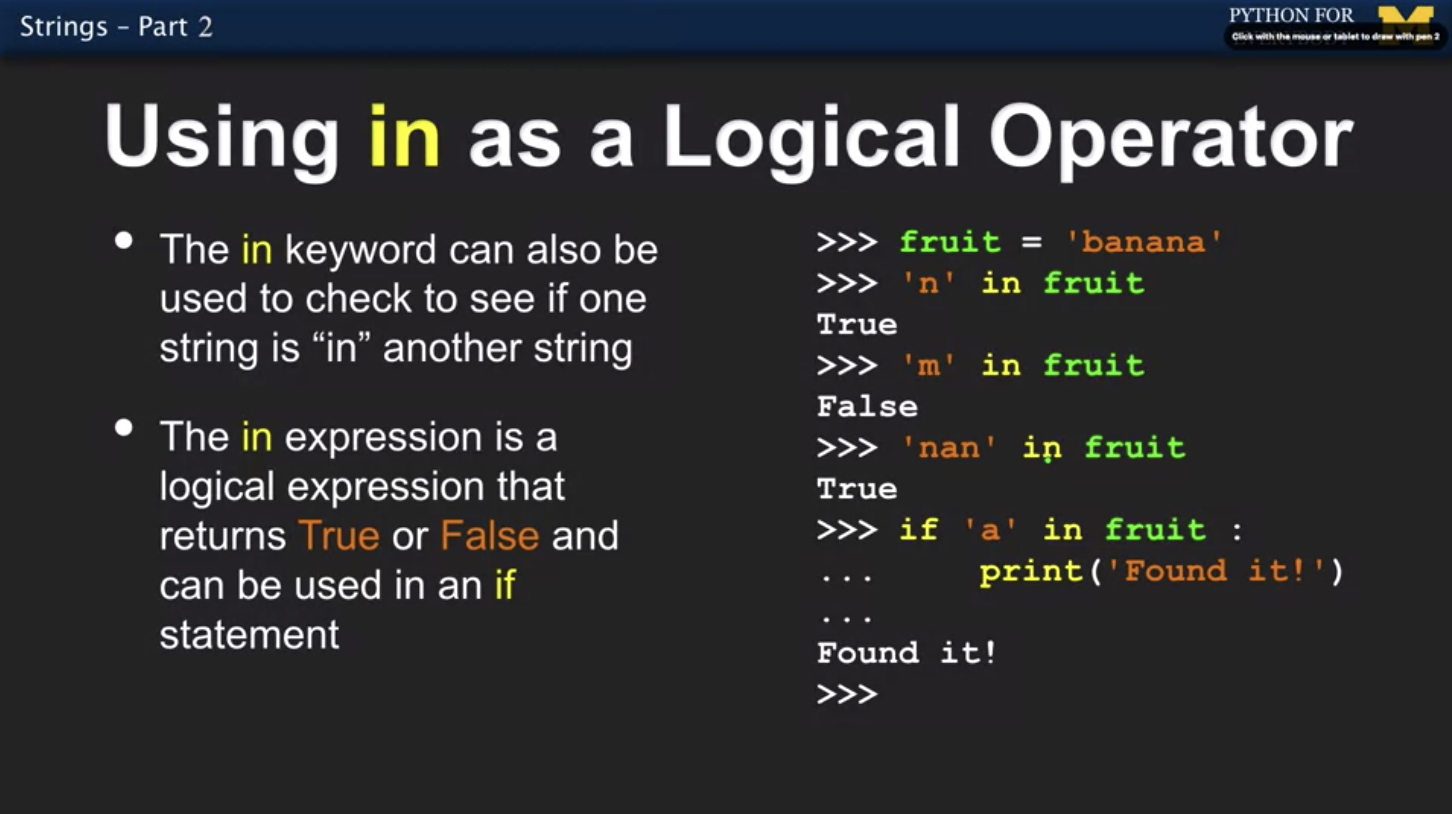 Strings – Part 2
PYTHON FOR
Click with the mouse or tablet to draw with pen 2
Using in as a Logical Operator
• The in keyword can also be
used to check to see if one
string is “in” another string
• The in expression is a
logical expression that
returns True or False and
can be used in an if
statement
>>> fruit = 'banana'
>>> 'n' in fruit
True
>>> 'm' in fruit
False
>>> 'nan' in fruit
True
>>> if 'a' in fruit :
...     print('Found it!')
...
Found it!
>>>